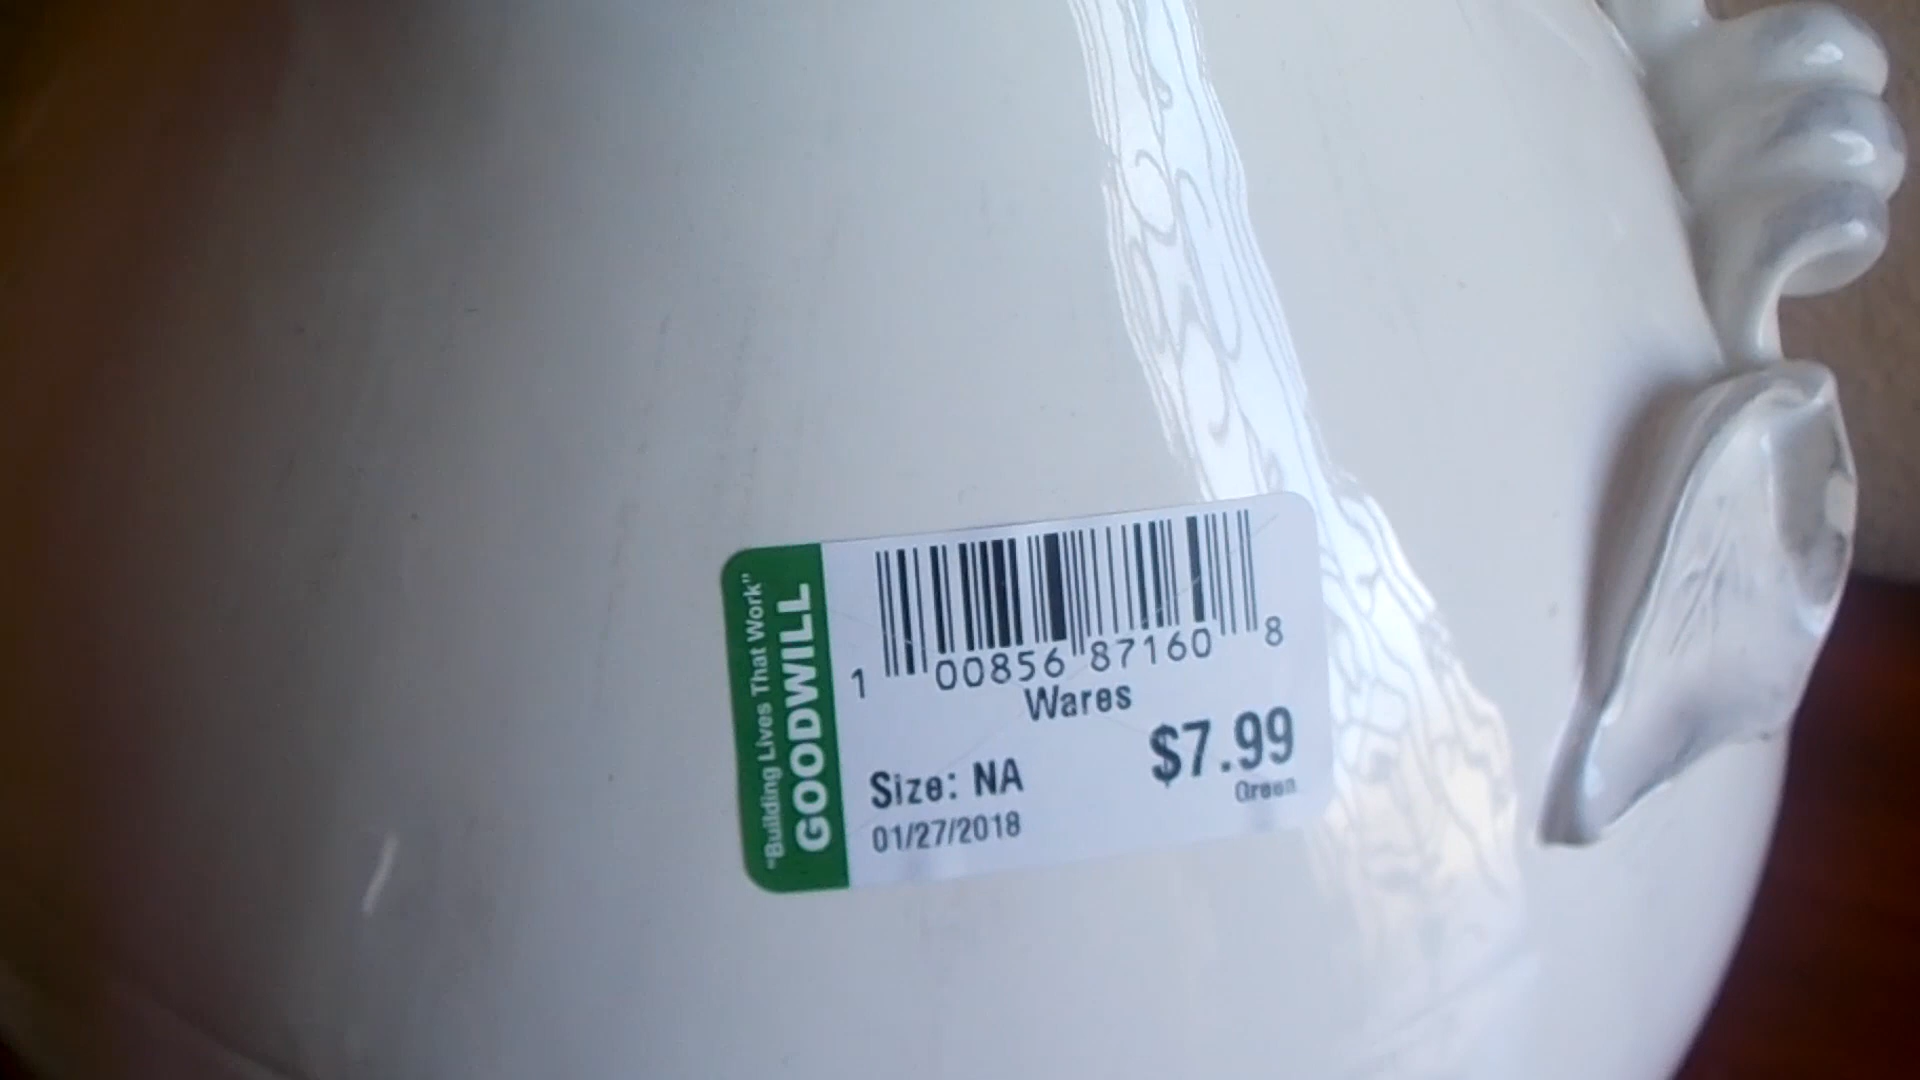 "Building Lives That Work"
GOODWILL
1 00856 87160 8
Wares
$7.99
Green
Size: NA
01/27/2018